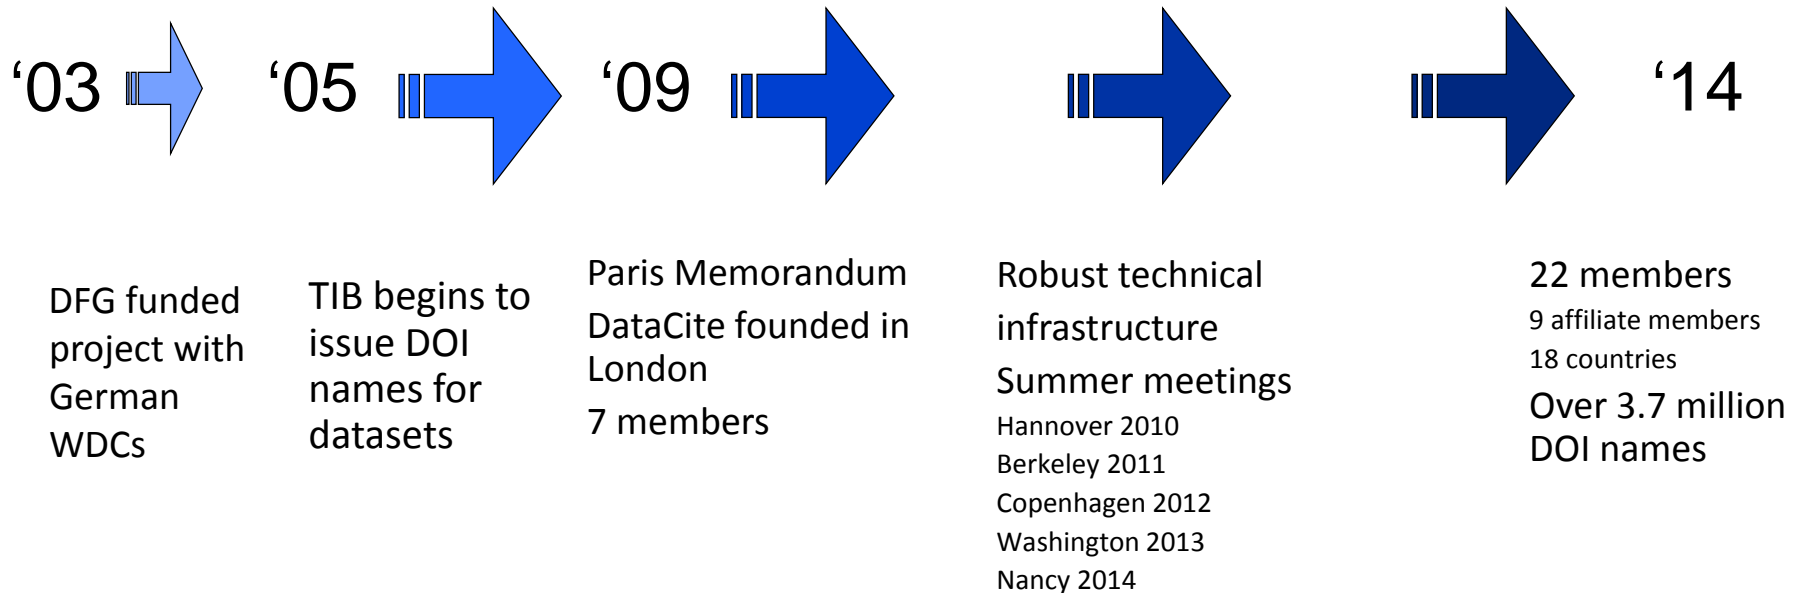 ‘03
‘05
‘09
‘14
DFG funded
project with
German
WDCs
TIB begins to
issue DOI
names for
datasets
Paris Memorandum
DataCite founded in
London
7 members
Robust technical
infrastructure
Summer meetings
Hannover 2010
Berkeley 2011
Copenhagen 2012
Washington 2013
Nancy 2014
22 members
9 affiliate members
18 countries
Over 3.7 million
DOI names